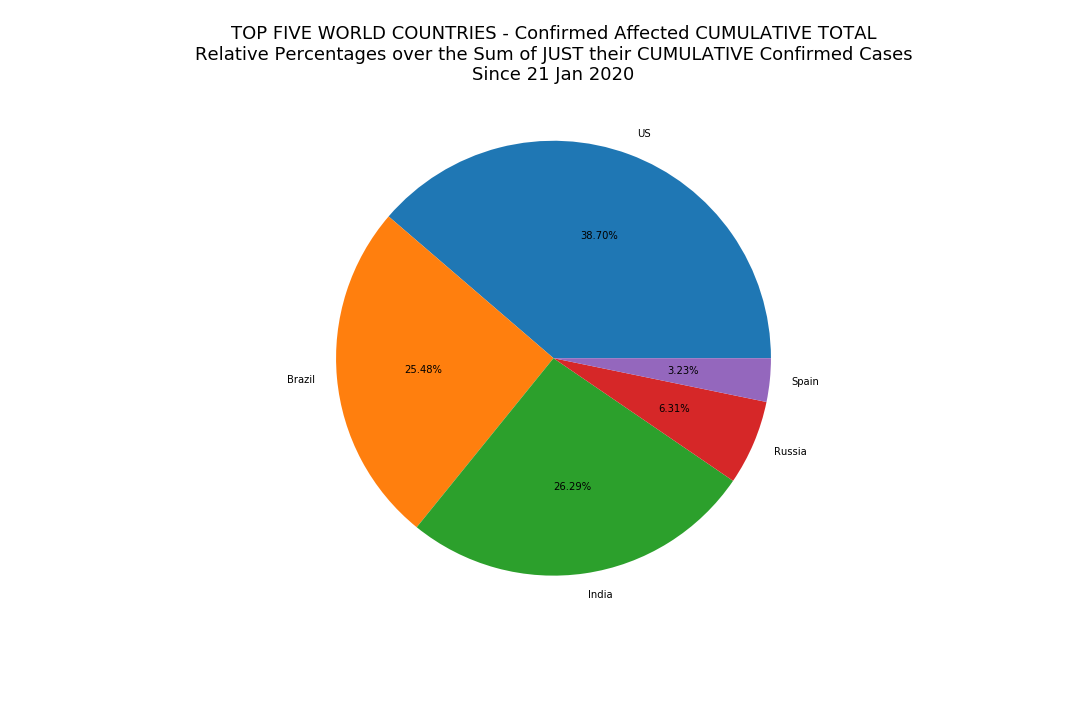 TOP FIVE WORLD COUNTRIES - Confirmed Affected CUMULATIVE TOTAL
Relative Percentages over the Sum of JUST their CUMULATIVE Confirmed Cases
Since 21 Jan 2020
US
38.70%
Brazil
25.48%
3.23%
Spain
6.31%
Russia
26.29%
India